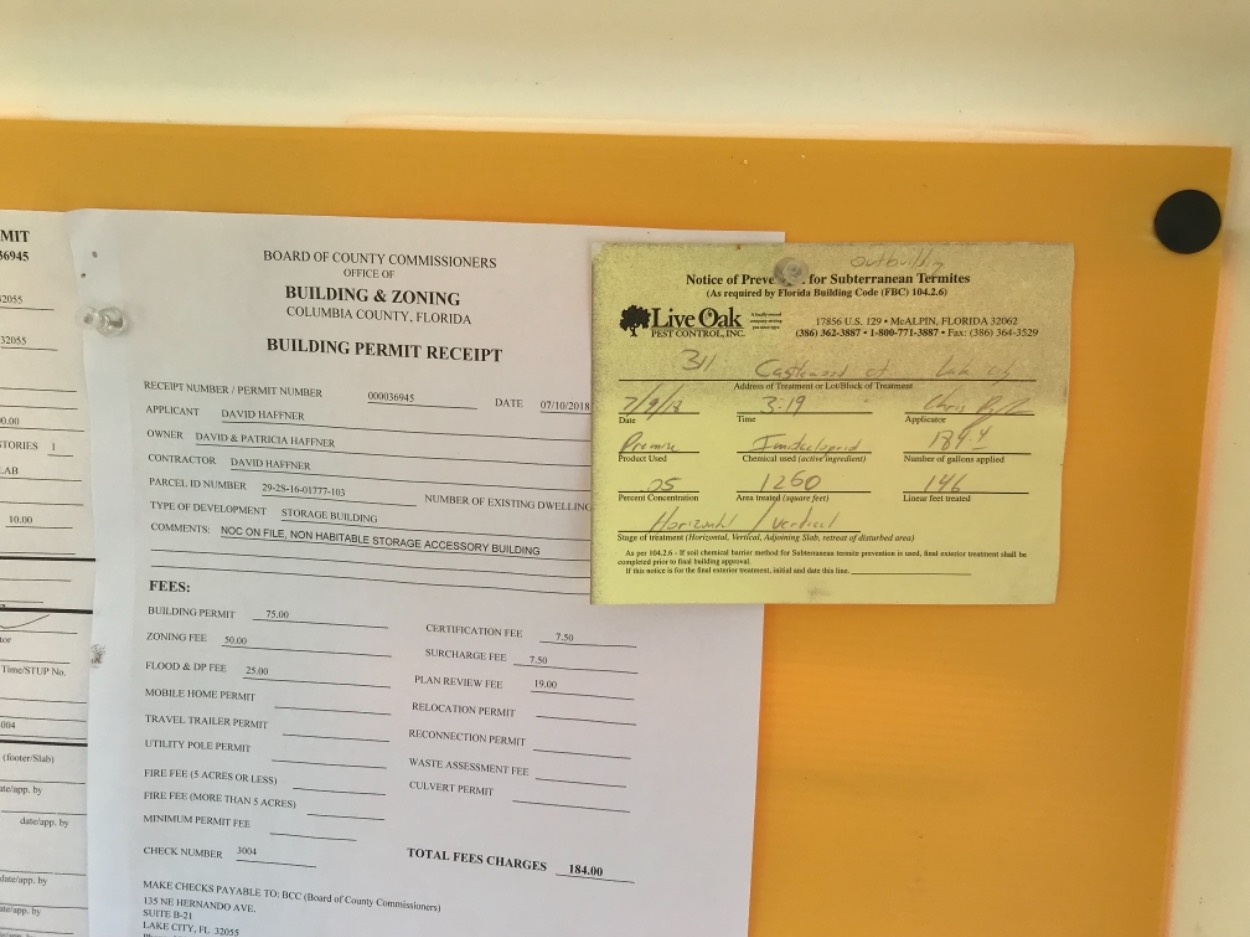 MIT
36945
32055
32055
0.00
TORIES 1
LAB
10.00
tor
Time/STUP No.
004
(footer/Slab)
ate/app. by
date/app. by
date/app. by
ate/app. by
BOARD OF COUNTY COMMISSIONERS
OFFICE OF
BUILDING & ZONING
COLUMBIA COUNTY, FLORIDA
BUILDING PERMIT RECEIPT
RECEIPT NUMBER / PERMIT NUMBER 000036945 DATE 07/10/2018
APPLICANT DAVID HAFFNER
OWNER DAVID & PATRICIA HAFFNER
CONTRACTOR DAVID HAFFNER
PARCEL ID NUMBER 29-2S-16-01777-103 NUMBER OF EXISTING DWELLING
TYPE OF DEVELOPMENT STORAGE BUILDING
COMMENTS: NOC ON FILE, NON HABITABLE STORAGE ACCESSORY BUILDING
FEES:
BUILDING PERMIT 75.00 CERTIFICATION FEE 7.50
ZONING FEE 50.00 SURCHARGE FEE 7.50
FLOOD & DP FEE 25.00 PLAN REVIEW FEE 19.00
MOBILE HOME PERMIT RELOCATION PERMIT
TRAVEL TRAILER PERMIT RECONNECTION PERMIT
UTILITY POLE PERMIT WASTE ASSESSMENT FEE
FIRE FEE (5 ACRES OR LESS) CULVERT PERMIT
FIRE FEE (MORE THAN 5 ACRES)
MINIMUM PERMIT FEE
CHECK NUMBER 3004 TOTAL FEES CHARGES 184.00
MAKE CHECKS PAYABLE TO: BCC (Board of County Commissioners)
135 NE HERNANDO AVE.
SUITE B-21
LAKE CITY, FL 32055
outbuilding
Notice of Preve for Subterranean Termites
(As required by Florida Building Code (FBC) 104.2.6)
Live Oak
PEST CONTROL, INC.
17856 U.S. 129 • McALPIN, FLORIDA 32062
(386) 362-3887 • 1-800-771-3887 • Fax: (386) 364-3529
311 Lake City
Address of Treatment or Lot/Block of Treatment
7/9/18 3:19 Chris
Date Time Applicator
Premise Imidacloprid 189.4
Product Used Chemical used (active ingredient) Number of gallons applied
.05 1260 146
Percent Concentration Area treated (square feet) Linear feet treated
Horizontal / Vertical
Stage of treatment (Horizontal, Vertical, Adjoining Slab, retreat of disturbed area)
As per 104.2.6 - If soil chemical barrier method for Subterranean termite prevention is used, final exterior treatment shall be
completed prior to final building approval.
If this notice is for the final exterior treatment, initial and date this line.